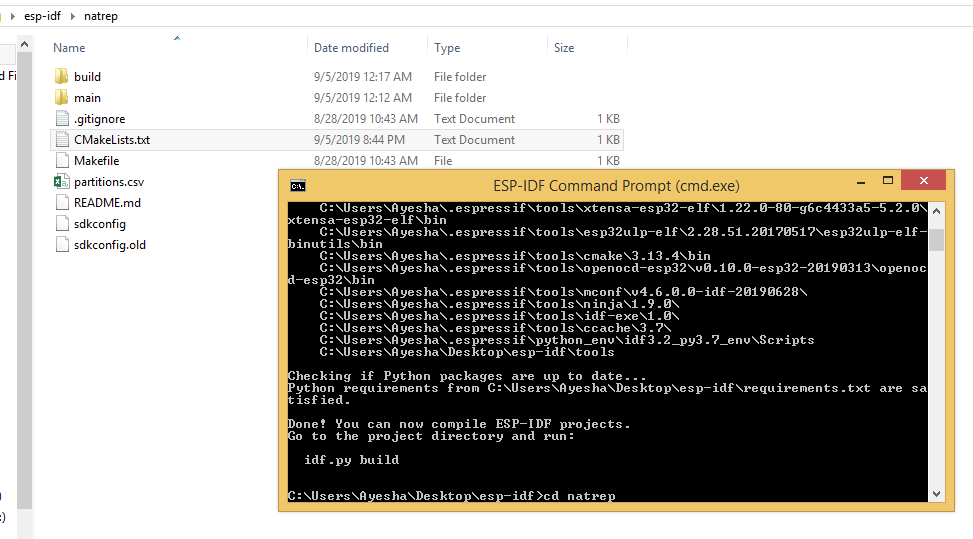 esp-idf natrep
Name Date modified Type Size
d Fi
build 9/5/2019 12:17 AM File folder
main 9/5/2019 12:12 AM File folder
.gitignore 8/28/2019 10:43 AM Text Document 1 KB
CMakeLists.txt 9/5/2019 8:44 PM Text Document 1 KB
Makefile 8/28/2019 10:43 AM File 1 KB
partitions.csv
README.md
sdkconfig
sdkconfig.old
)
:)
C:\. ESP-IDF Command Prompt (cmd.exe)
C:\Users\Ayesha\.espressif\tools\xtensa-esp32-elf\1.22.0-80-g6c4433a5-5.2.0\
xtensa-esp32-elf\bin
C:\Users\Ayesha\.espressif\tools\esp32ulp-elf\2.28.51.20170517\esp32ulp-elf-
binutils\bin
C:\Users\Ayesha\.espressif\tools\cmake\3.13.4\bin
C:\Users\Ayesha\.espressif\tools\openocd-esp32\v0.10.0-esp32-20190313\openoc
d-esp32\bin
C:\Users\Ayesha\.espressif\tools\mconf\v4.6.0.0-idf-20190628\
C:\Users\Ayesha\.espressif\tools\ninja\1.9.0\
C:\Users\Ayesha\.espressif\tools\idf-exe\1.0\
C:\Users\Ayesha\.espressif\tools\ccache\3.7\
C:\Users\Ayesha\.espressif\python_env\idf3.2_py3.7_env\Scripts
C:\Users\Ayesha\Desktop\esp-idf\tools
Checking if Python packages are up to date...
Python requirements from C:\Users\Ayesha\Desktop\esp-idf\requirements.txt are sa
tisfied.
Done! You can now compile ESP-IDF projects.
Go to the project directory and run:
idf.py build
C:\Users\Ayesha\Desktop\esp-idf>cd natrep